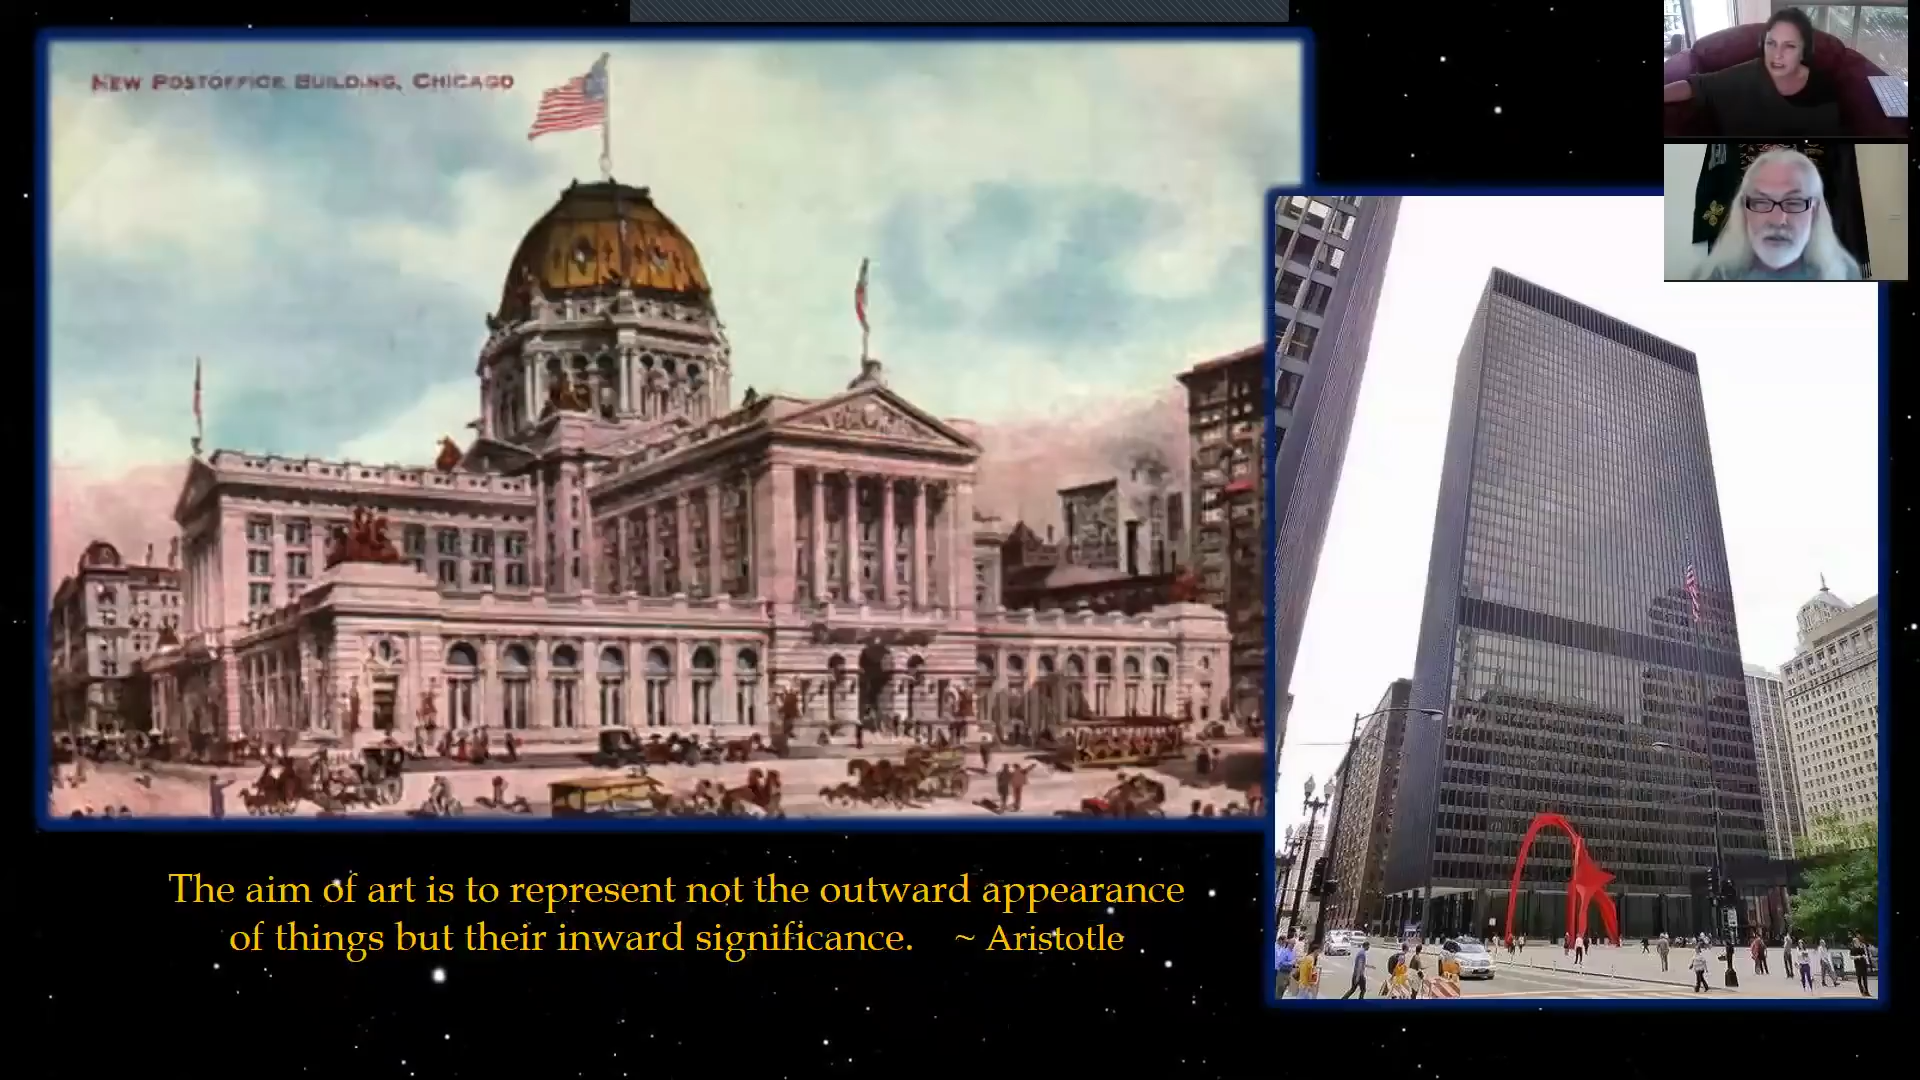 NEW POSTOFFICE BUILDING, CHICAGO
The aim of art is to represent not the outward appearance
of things but their inward significance. ~ Aristotle